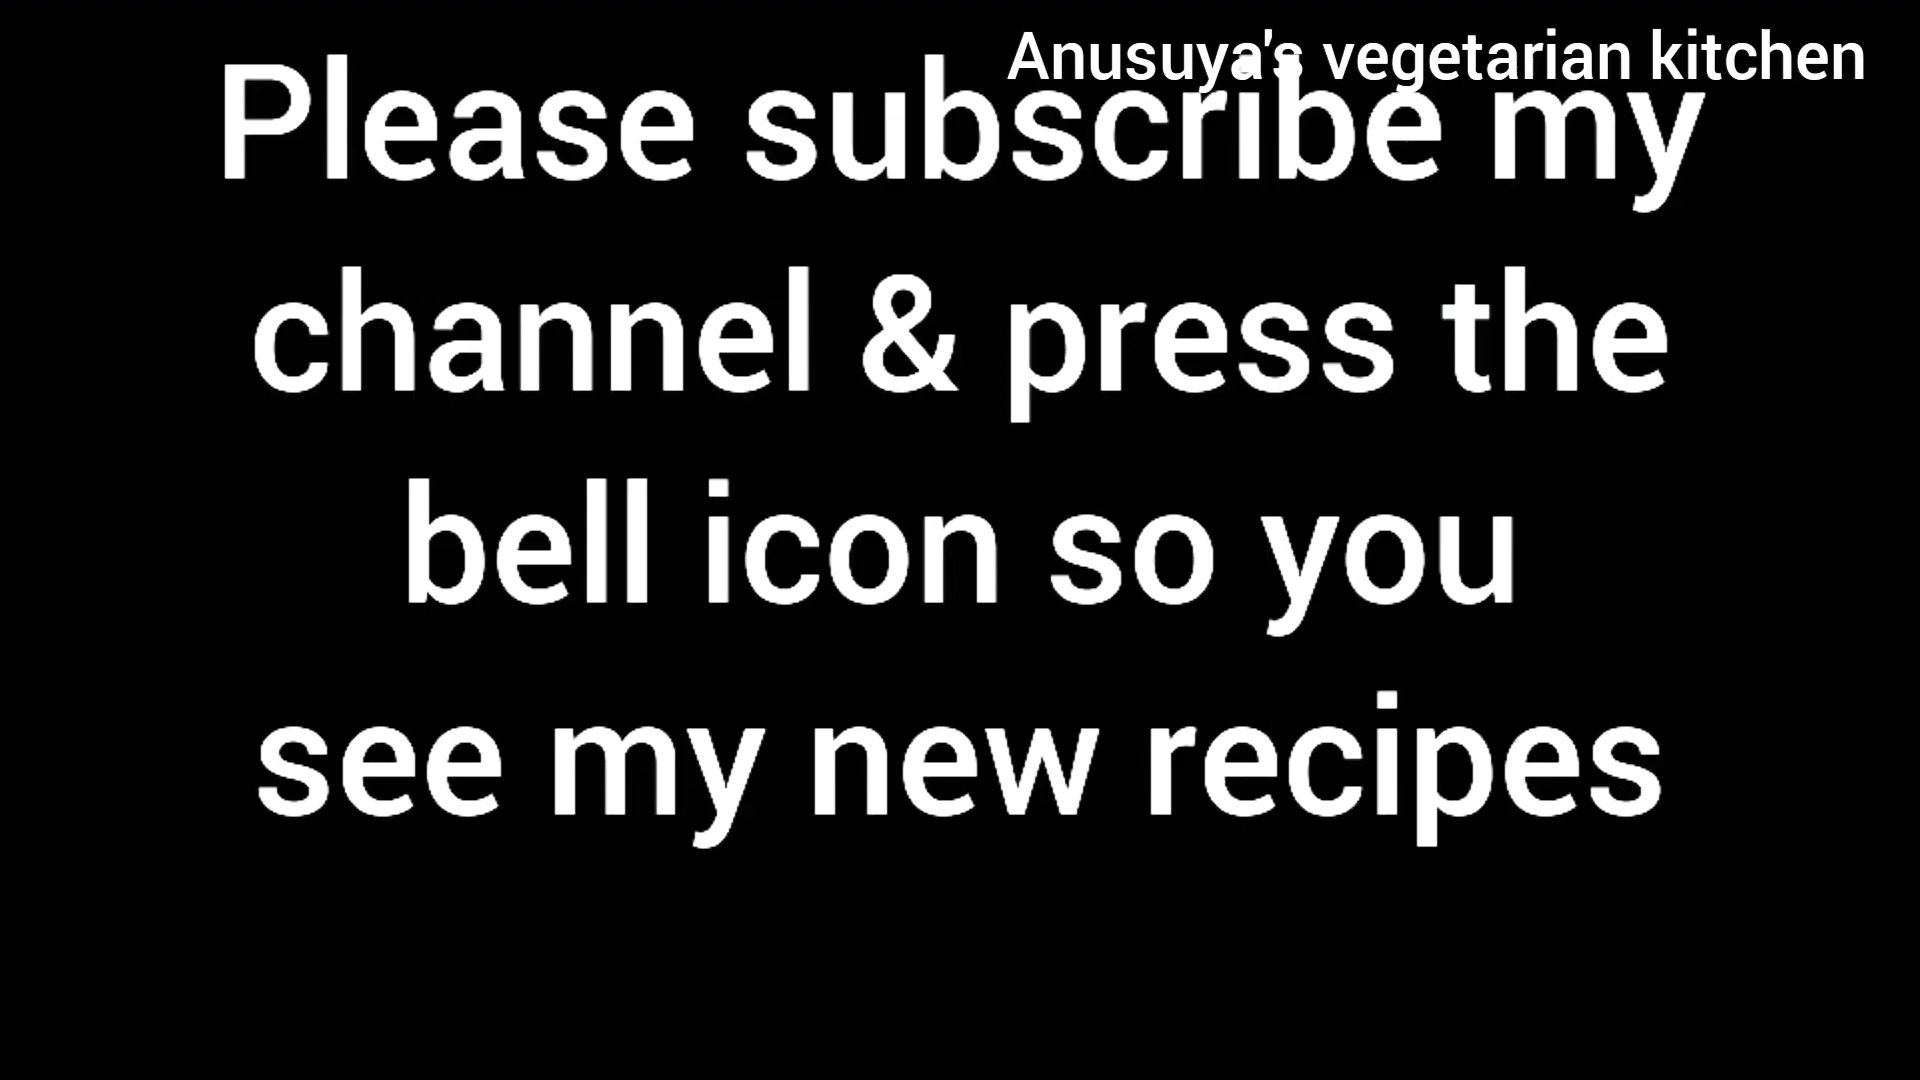 Anusuya's vegetarian kitchen
Please subscribe my
channel & press the
bell icon so you
see my new recipes